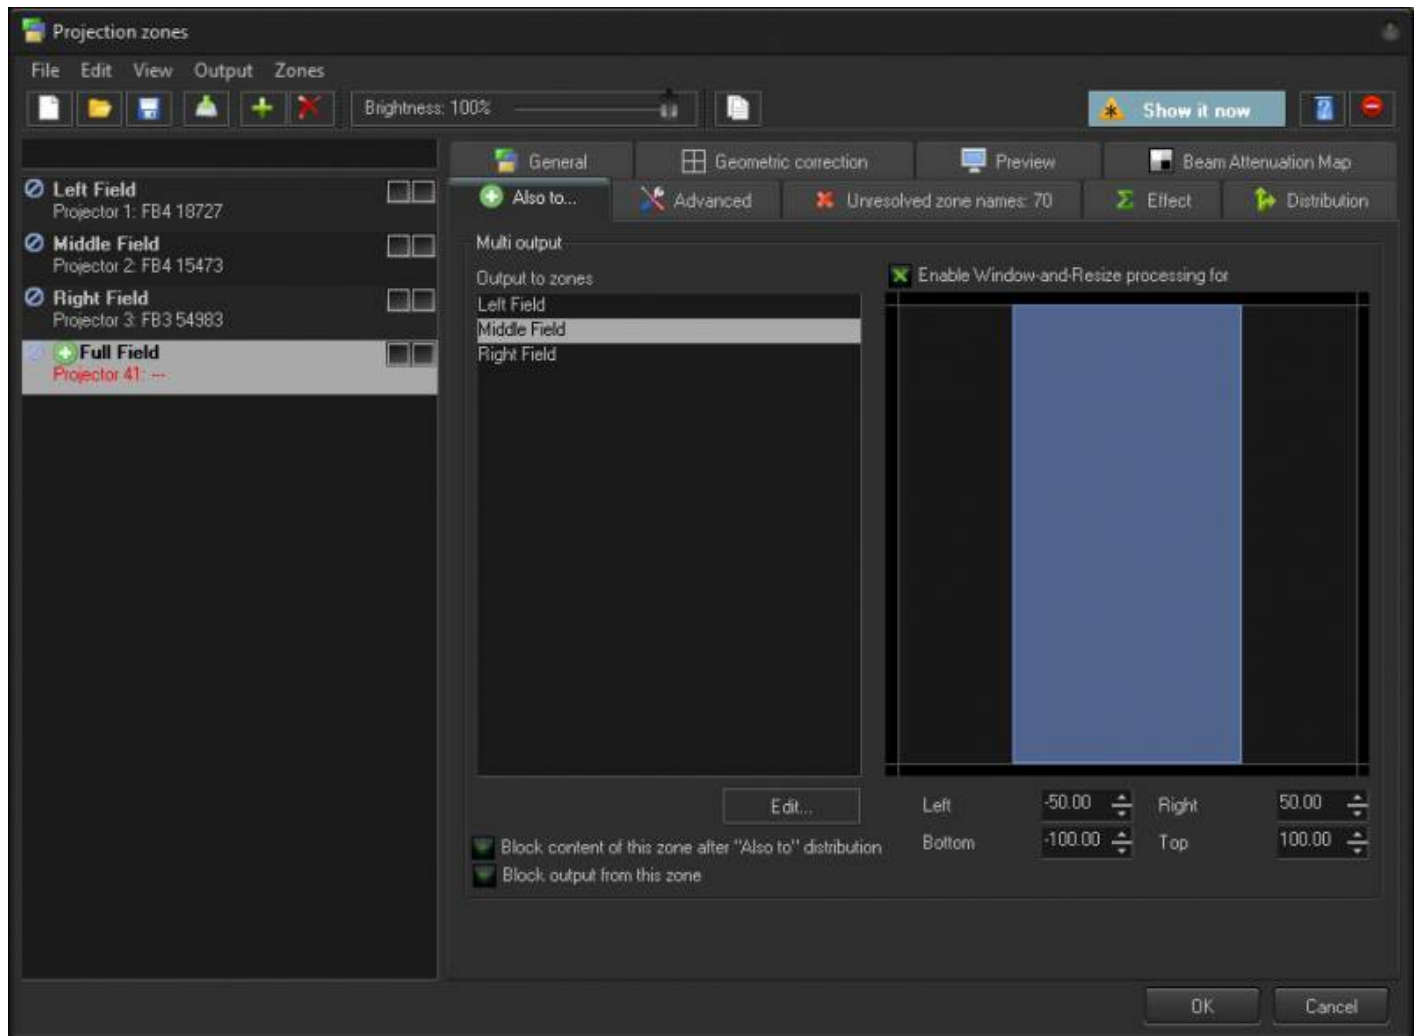 Projection zones
File Edit View Output Zones
Brightness: 100%
Show it now
General
Geometric correction
Preview
Beam Attenuation Map
Also to...
Advanced
Unresolved zone names: 70
Effect
Distribution
Left Field
Projector 1: FB4 18727
Middle Field
Projector 2: FB4 15473
Right Field
Projector 3: FB3 54983
Full Field
Projector 41: ---
Multi output
Output to zones
Left Field
Middle Field
Right Field
Enable Window-and-Resize processing for
Edit...
Left -50.00 Right 50.00
Bottom -100.00 Top 100.00
Block content of this zone after "Also to" distribution
Block output from this zone
OK Cancel